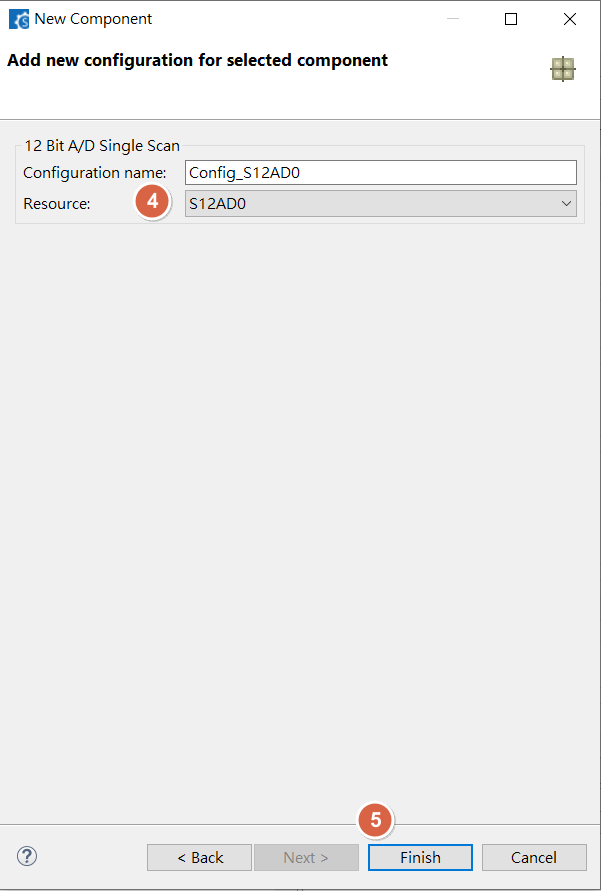 New Component
Add new configuration for selected component
12 Bit A/D Single Scan
Configuration name: Config_S12AD0
Resource: 4 S12AD0
5
? < Back Next > Finish Cancel